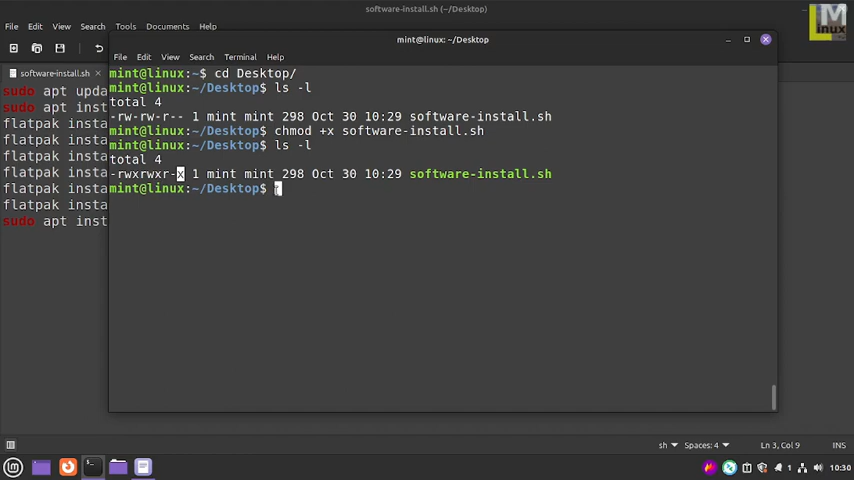 software-install.sh (~/Desktop)
File Edit View Search Tools Documents Help
software-install.sh ×
sudo apt upda
sudo apt inst
flatpak insta
flatpak insta
flatpak insta
flatpak insta
flatpak insta
flatpak insta
sudo apt inst
mint@linux:~/Desktop
File Edit View Search Terminal Help
mint@linux:~$ cd Desktop/
mint@linux:~/Desktop$ ls -l
total 4
-rw-rw-r-- 1 mint mint 298 Oct 30 10:29 software-install.sh
mint@linux:~/Desktop$ chmod +x software-install.sh
mint@linux:~/Desktop$ ls -l
total 4
-rwxrwxr-x 1 mint mint 298 Oct 30 10:29 software-install.sh
mint@linux:~/Desktop$
sh Spaces: 4 Ln 3, Col 9 INS
1 10:30
M
Linux